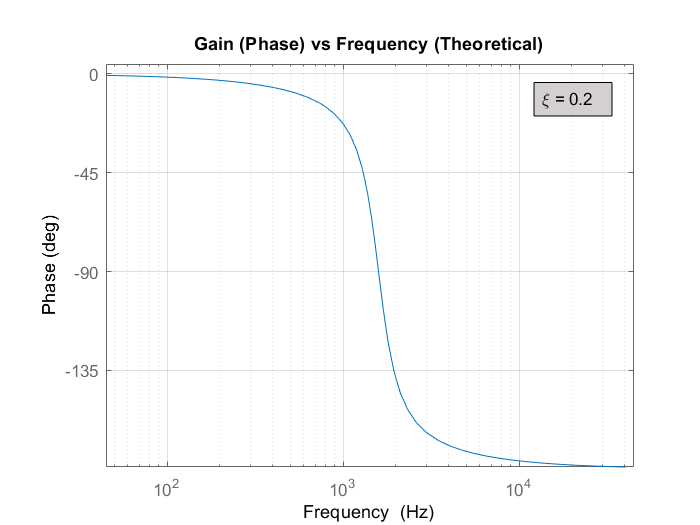 Gain (Phase) vs Frequency (Theoretical)
ξ = 0.2
Phase (deg)
0
-45
-90
-135
10²
10³
10⁴
Frequency (Hz)